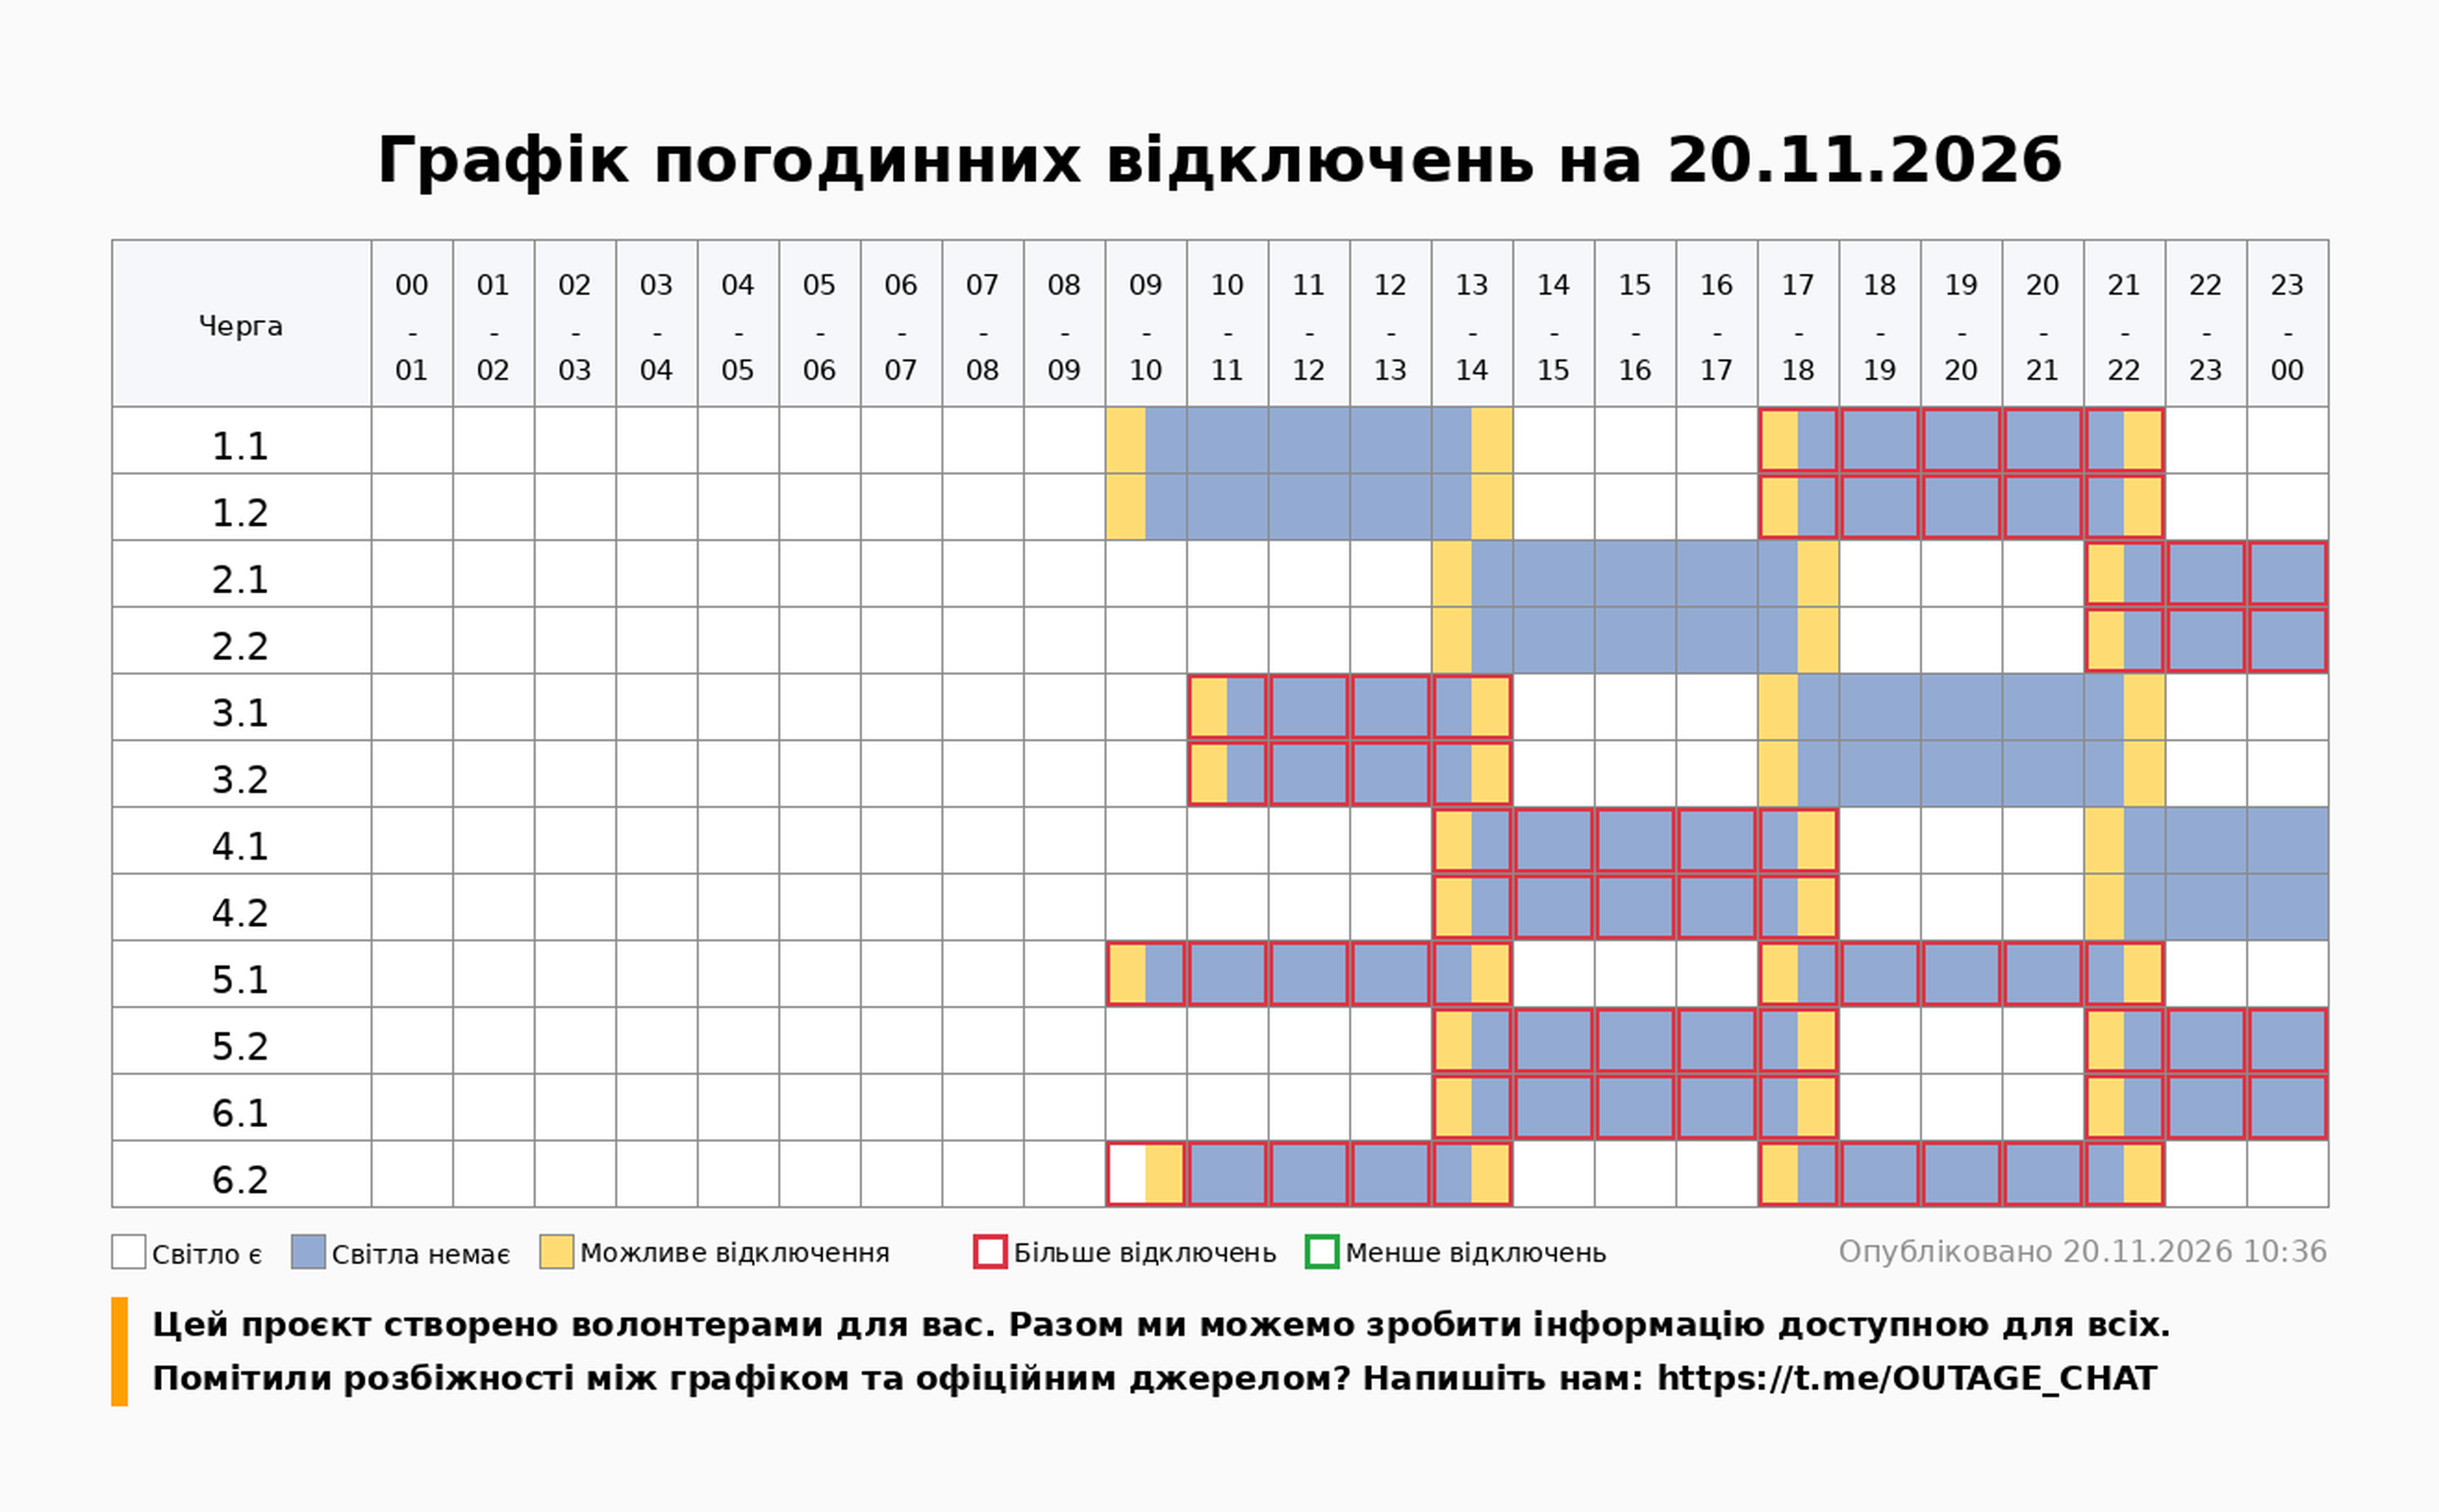 Графік погодинних відключень на 20.11.2026
Черга
00 - 01
01 - 02
02 - 03
03 - 04
04 - 05
05 - 06
06 - 07
07 - 08
08 - 09
09 - 10
10 - 11
11 - 12
12 - 13
13 - 14
14 - 15
15 - 16
16 - 17
17 - 18
18 - 19
19 - 20
20 - 21
21 - 22
22 - 23
23 - 00
1.1
1.2
2.1
2.2
3.1
3.2
4.1
4.2
5.1
5.2
6.1
6.2
Світло є Світла немає Можливе відключення Більше відключень Менше відключень Опубліковано 20.11.2026 10:36
Цей проєкт створено волонтерами для вас. Разом ми можемо зробити інформацію доступною для всіх.
Помітили розбіжності між графіком та офіційним джерелом? Напишіть нам: https://t.me/OUTAGE_CHAT